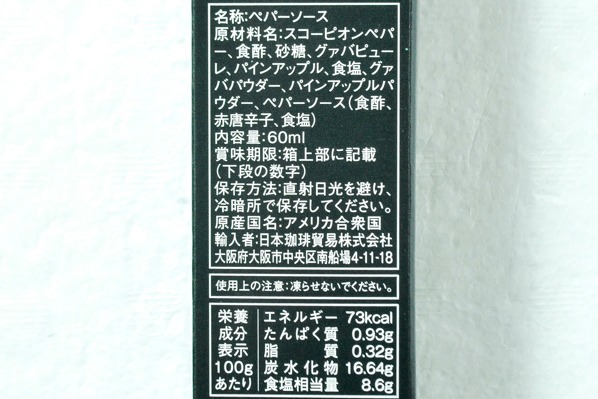 名称:ペパーソース
原材料名:スコーピオンペパ
ー、食酢、砂糖、グァバピュー
レ、パインアップル、食塩、グァ
バパウダー、パインアップルパ
ウダー、ペパーソース(食酢、
赤唐辛子、食塩)
内容量:60ml
賞味期限:箱上部に記載
(下段の数字)
保存方法:直射日光を避け、
冷暗所で保存してください。
原産国名:アメリカ合衆国
輸入者:日本珈琲貿易株式会社
大阪府大阪市中央区南船場4-11-18
使用上の注意:凍らせないでください。
栄養 エネルギー 73kcal
成分 たんぱく質 0.93g
表示 脂質 0.32g
100g 炭水化物 16.64g
あたり 食塩相当量 8.6g